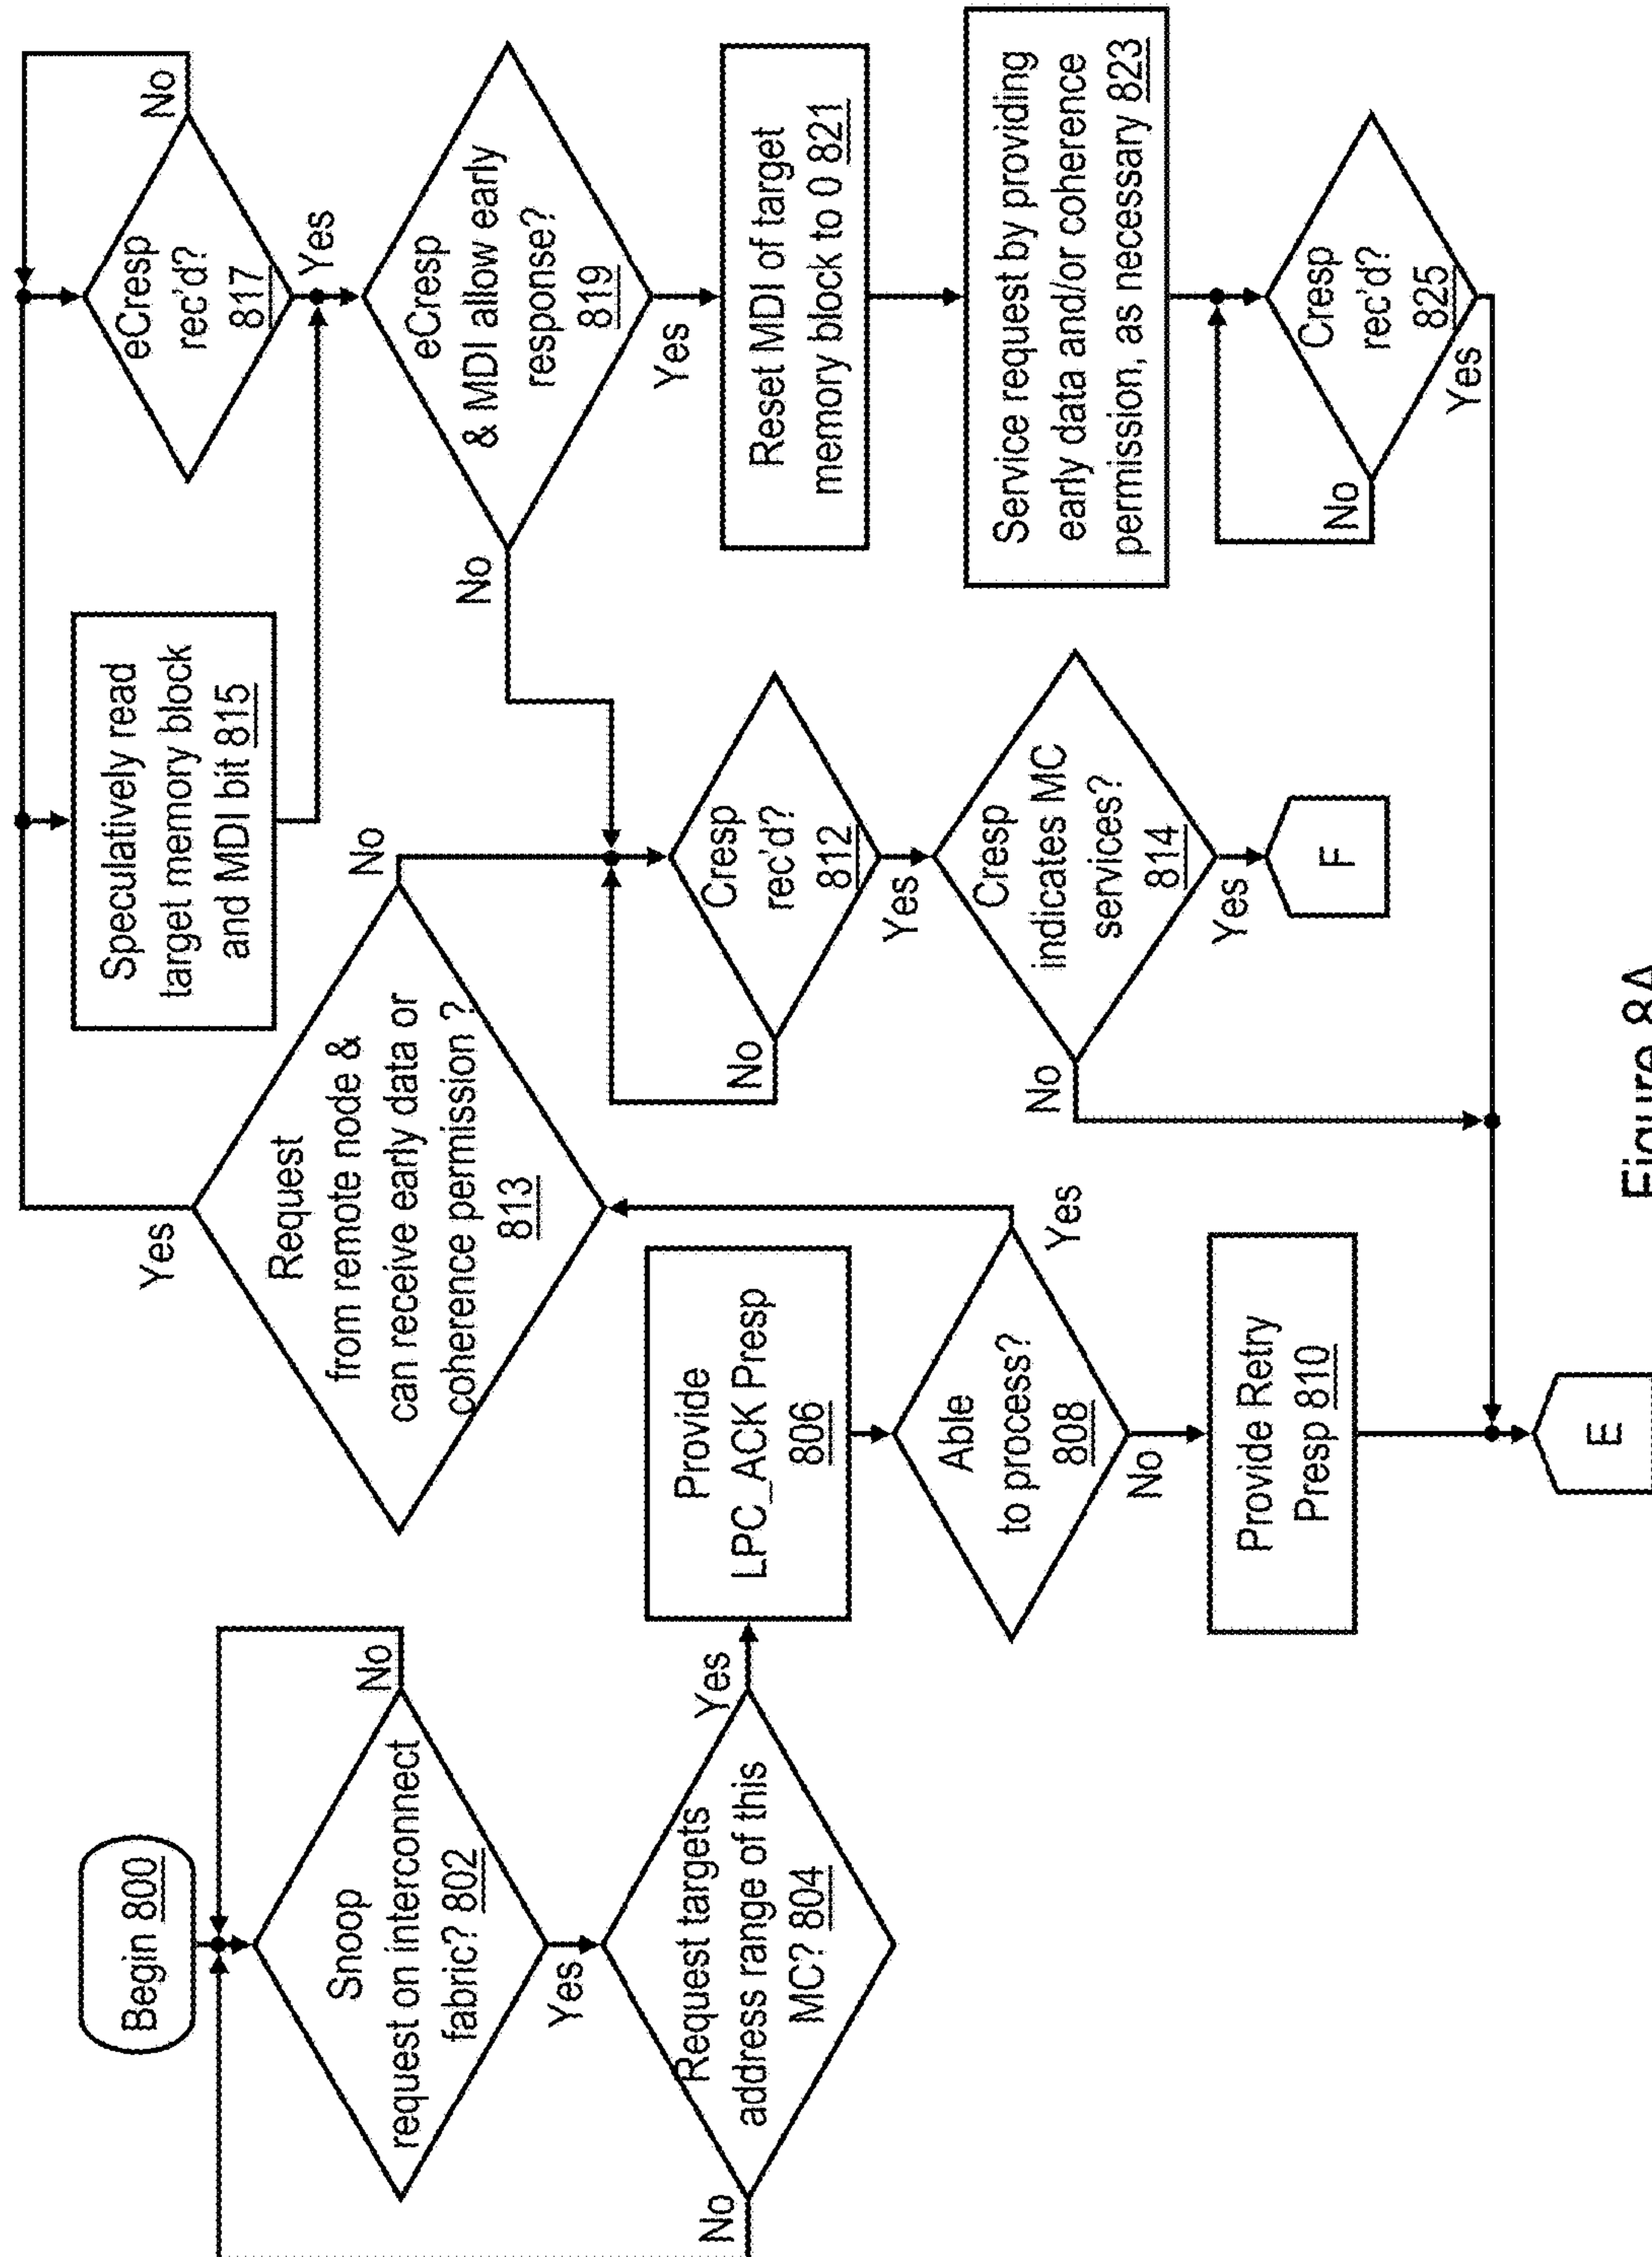 Begin 800
Snoop
request on interconnect
fabric? 802
No
Yes
Request targets
address range of this
MC? 804
No
Yes
Provide
LPC_ACK Presp
806
Able
to process?
808
Yes
No
Provide Retry
Presp 810
E
Request
from remote node &
can receive early data or
coherence permission ?
813
Yes
No
Cresp
rec'd?
812
No
Yes
Cresp
indicates MC
services?
814
No
Yes
F
Speculatively read
target memory block
and MDI bit 815
eCresp
rec'd?
817
No
Yes
eCresp
& MDI allow early
response?
819
No
Yes
Reset MDI of target
memory block to 0 821
Service request by providing
early data and/or coherence
permission, as necessary 823
Cresp
rec'd?
825
No
Yes
Figure 8A